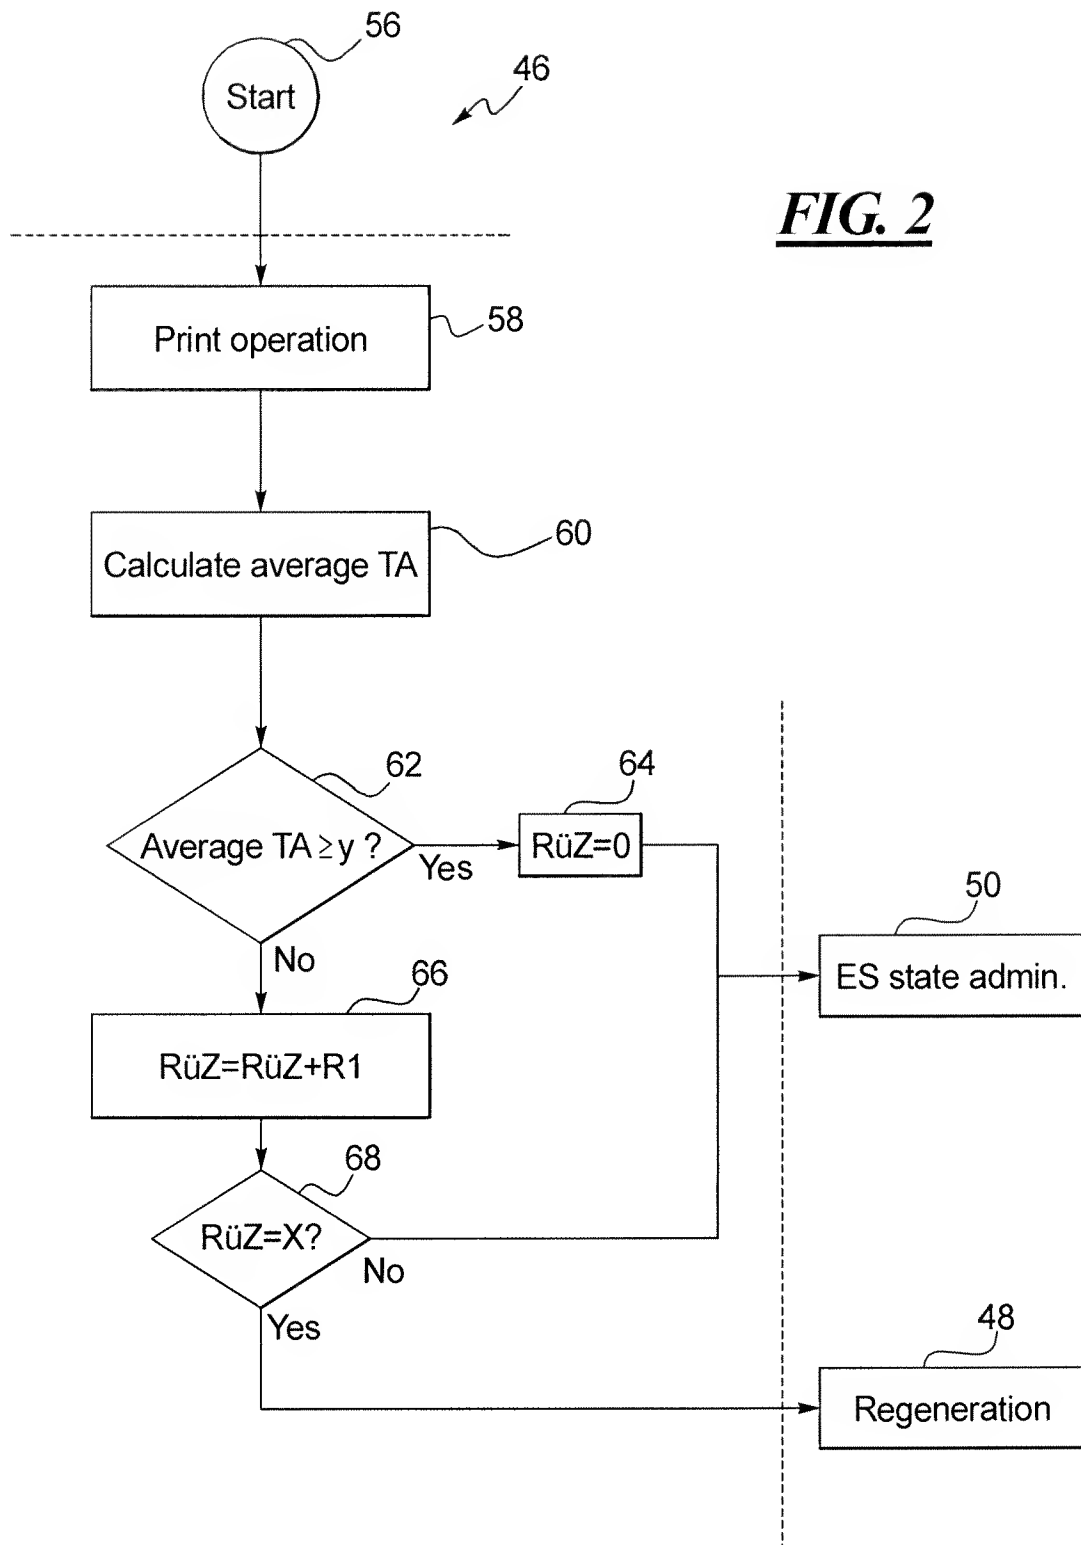 56
Start
46
FIG. 2
Print operation
58
Calculate average TA
60
62
Average TA ≥ y ?
Yes
64
RüZ=0
50
ES state admin.
No
66
RüZ=RüZ+R1
68
RüZ=X?
No
Yes
48
Regeneration